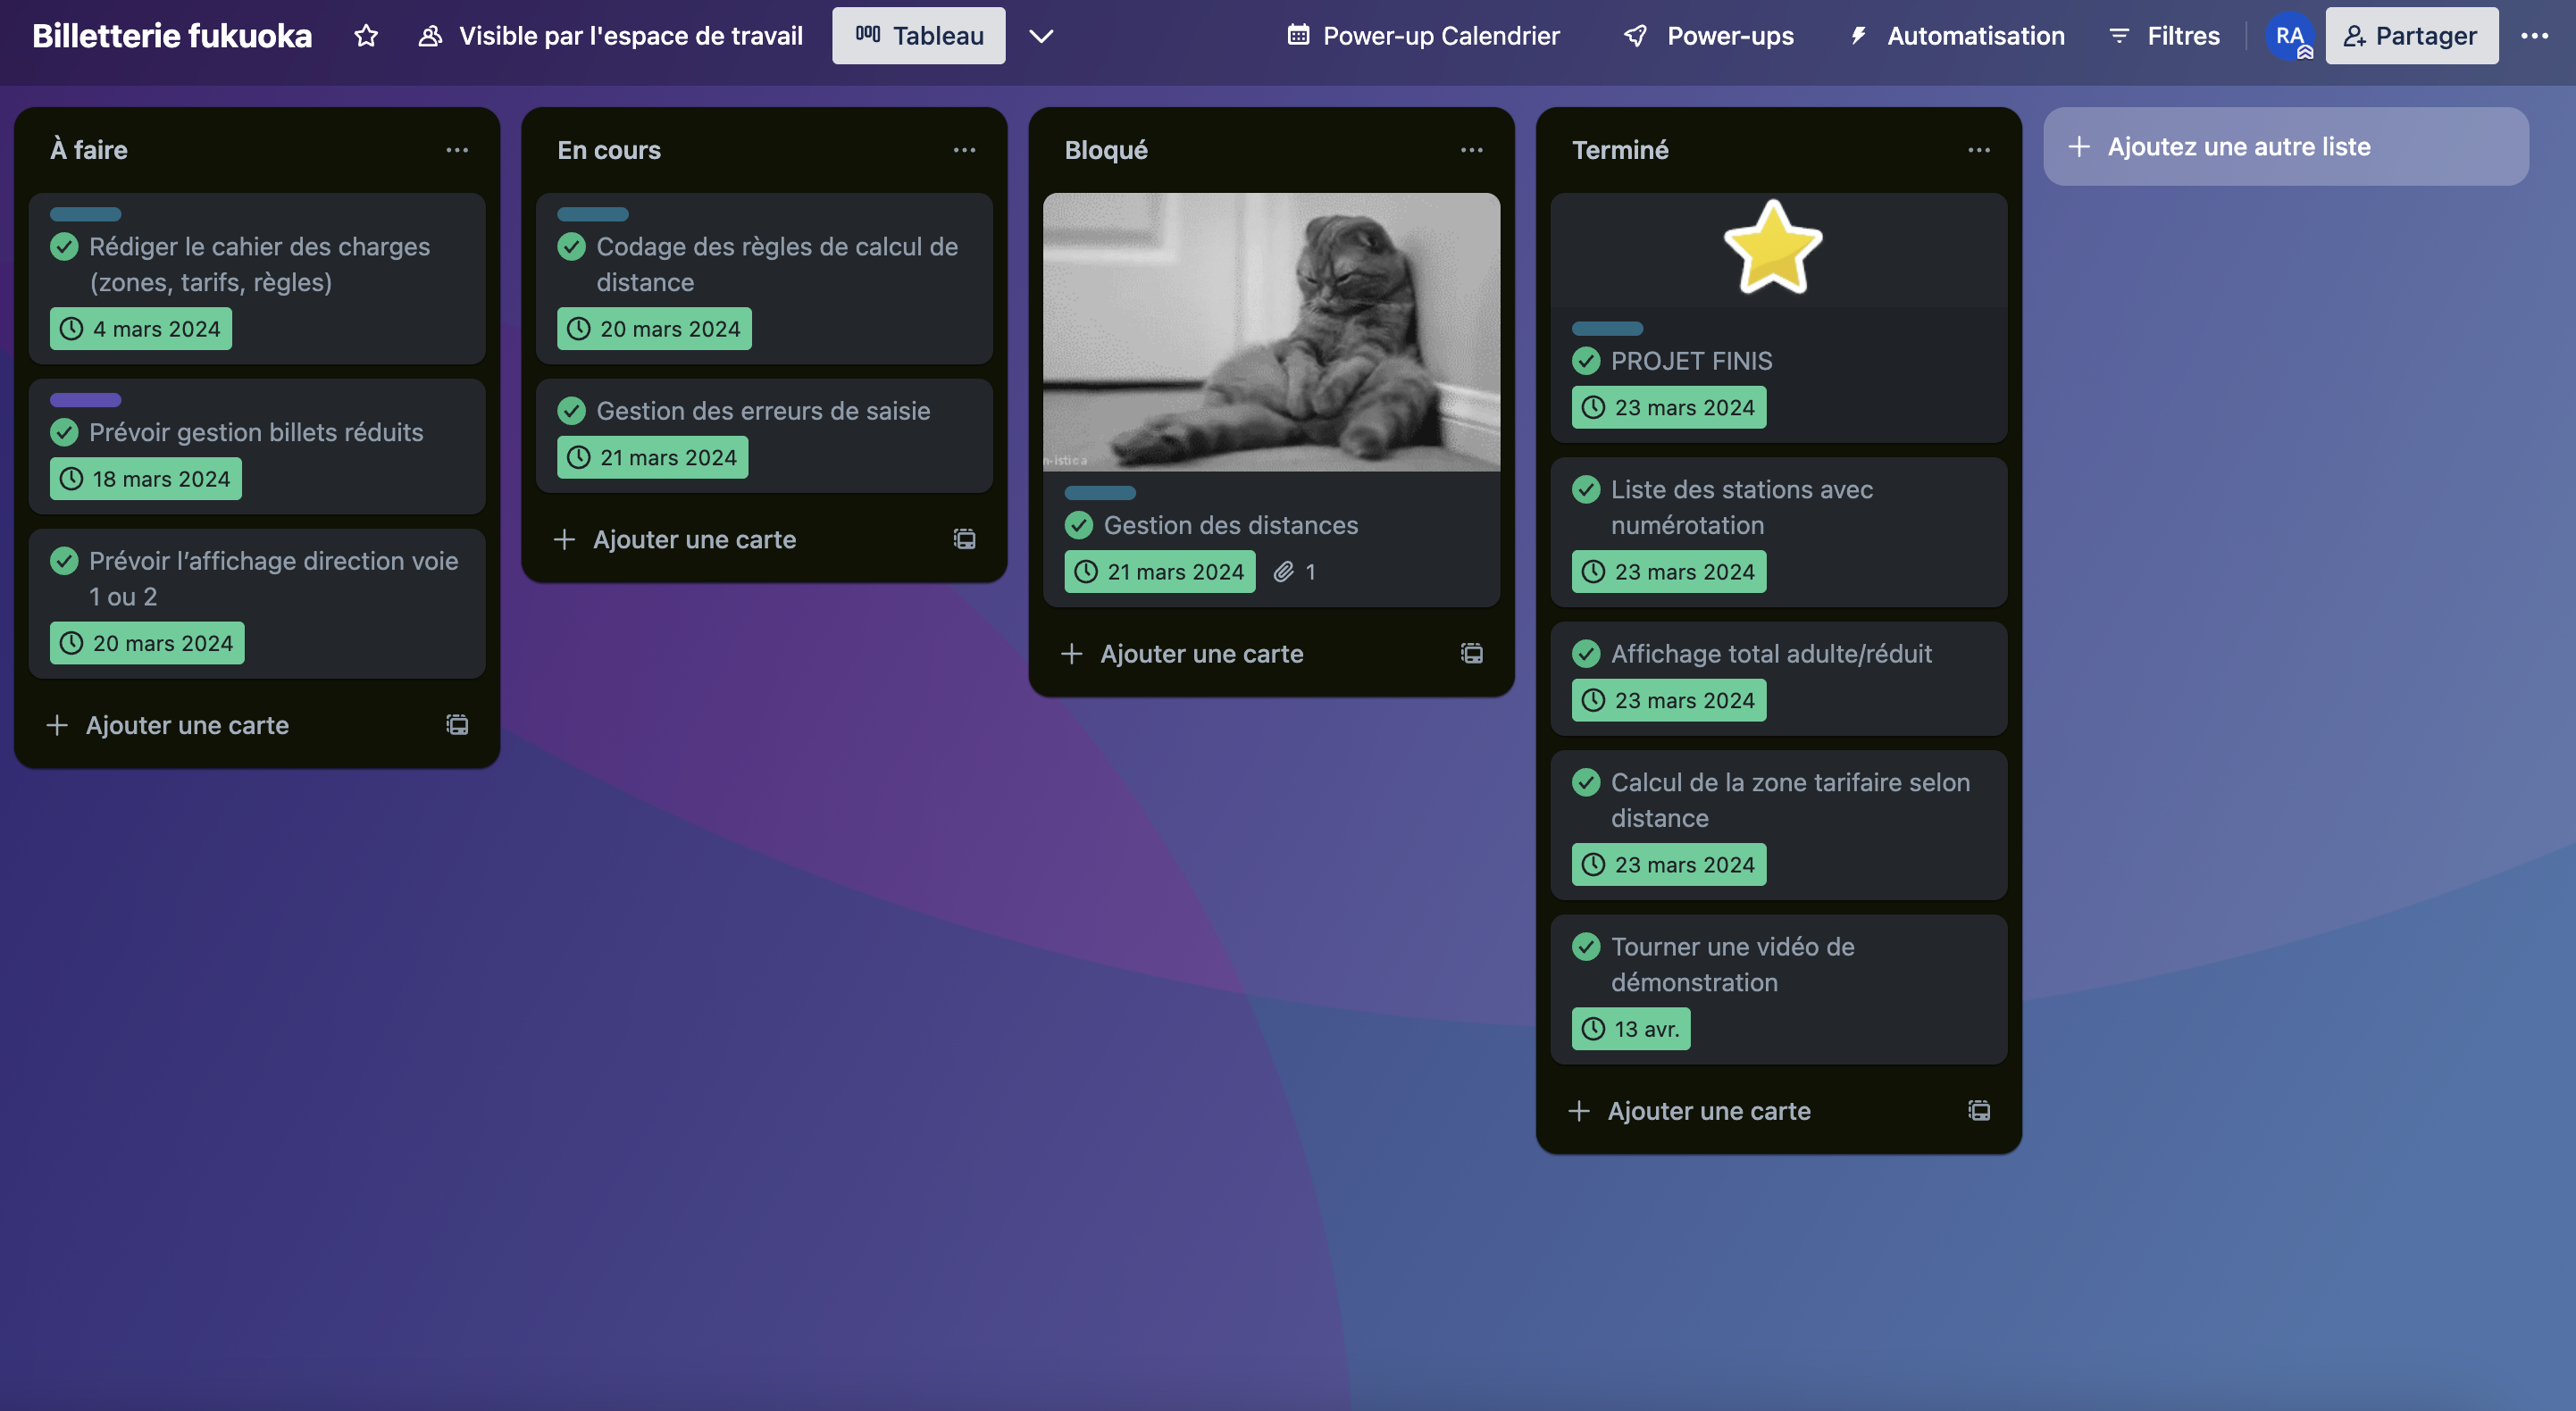 Billetterie fukuoka
Visible par l'espace de travail
Tableau
Power-up Calendrier
Power-ups
Automatisation
Filtres
RA
Partager
À faire
Rédiger le cahier des charges
(zones, tarifs, règles)
4 mars 2024
Prévoir gestion billets réduits
18 mars 2024
Prévoir l’affichage direction voie
1 ou 2
20 mars 2024
Ajouter une carte
En cours
Codage des règles de calcul de
distance
20 mars 2024
Gestion des erreurs de saisie
21 mars 2024
Ajouter une carte
Bloqué
n-istica
Gestion des distances
21 mars 2024
1
Ajouter une carte
Terminé
PROJET FINIS
23 mars 2024
Liste des stations avec
numérotation
23 mars 2024
Affichage total adulte/réduit
23 mars 2024
Calcul de la zone tarifaire selon
distance
23 mars 2024
Tourner une vidéo de
démonstration
13 avr.
Ajouter une carte
Ajoutez une autre liste